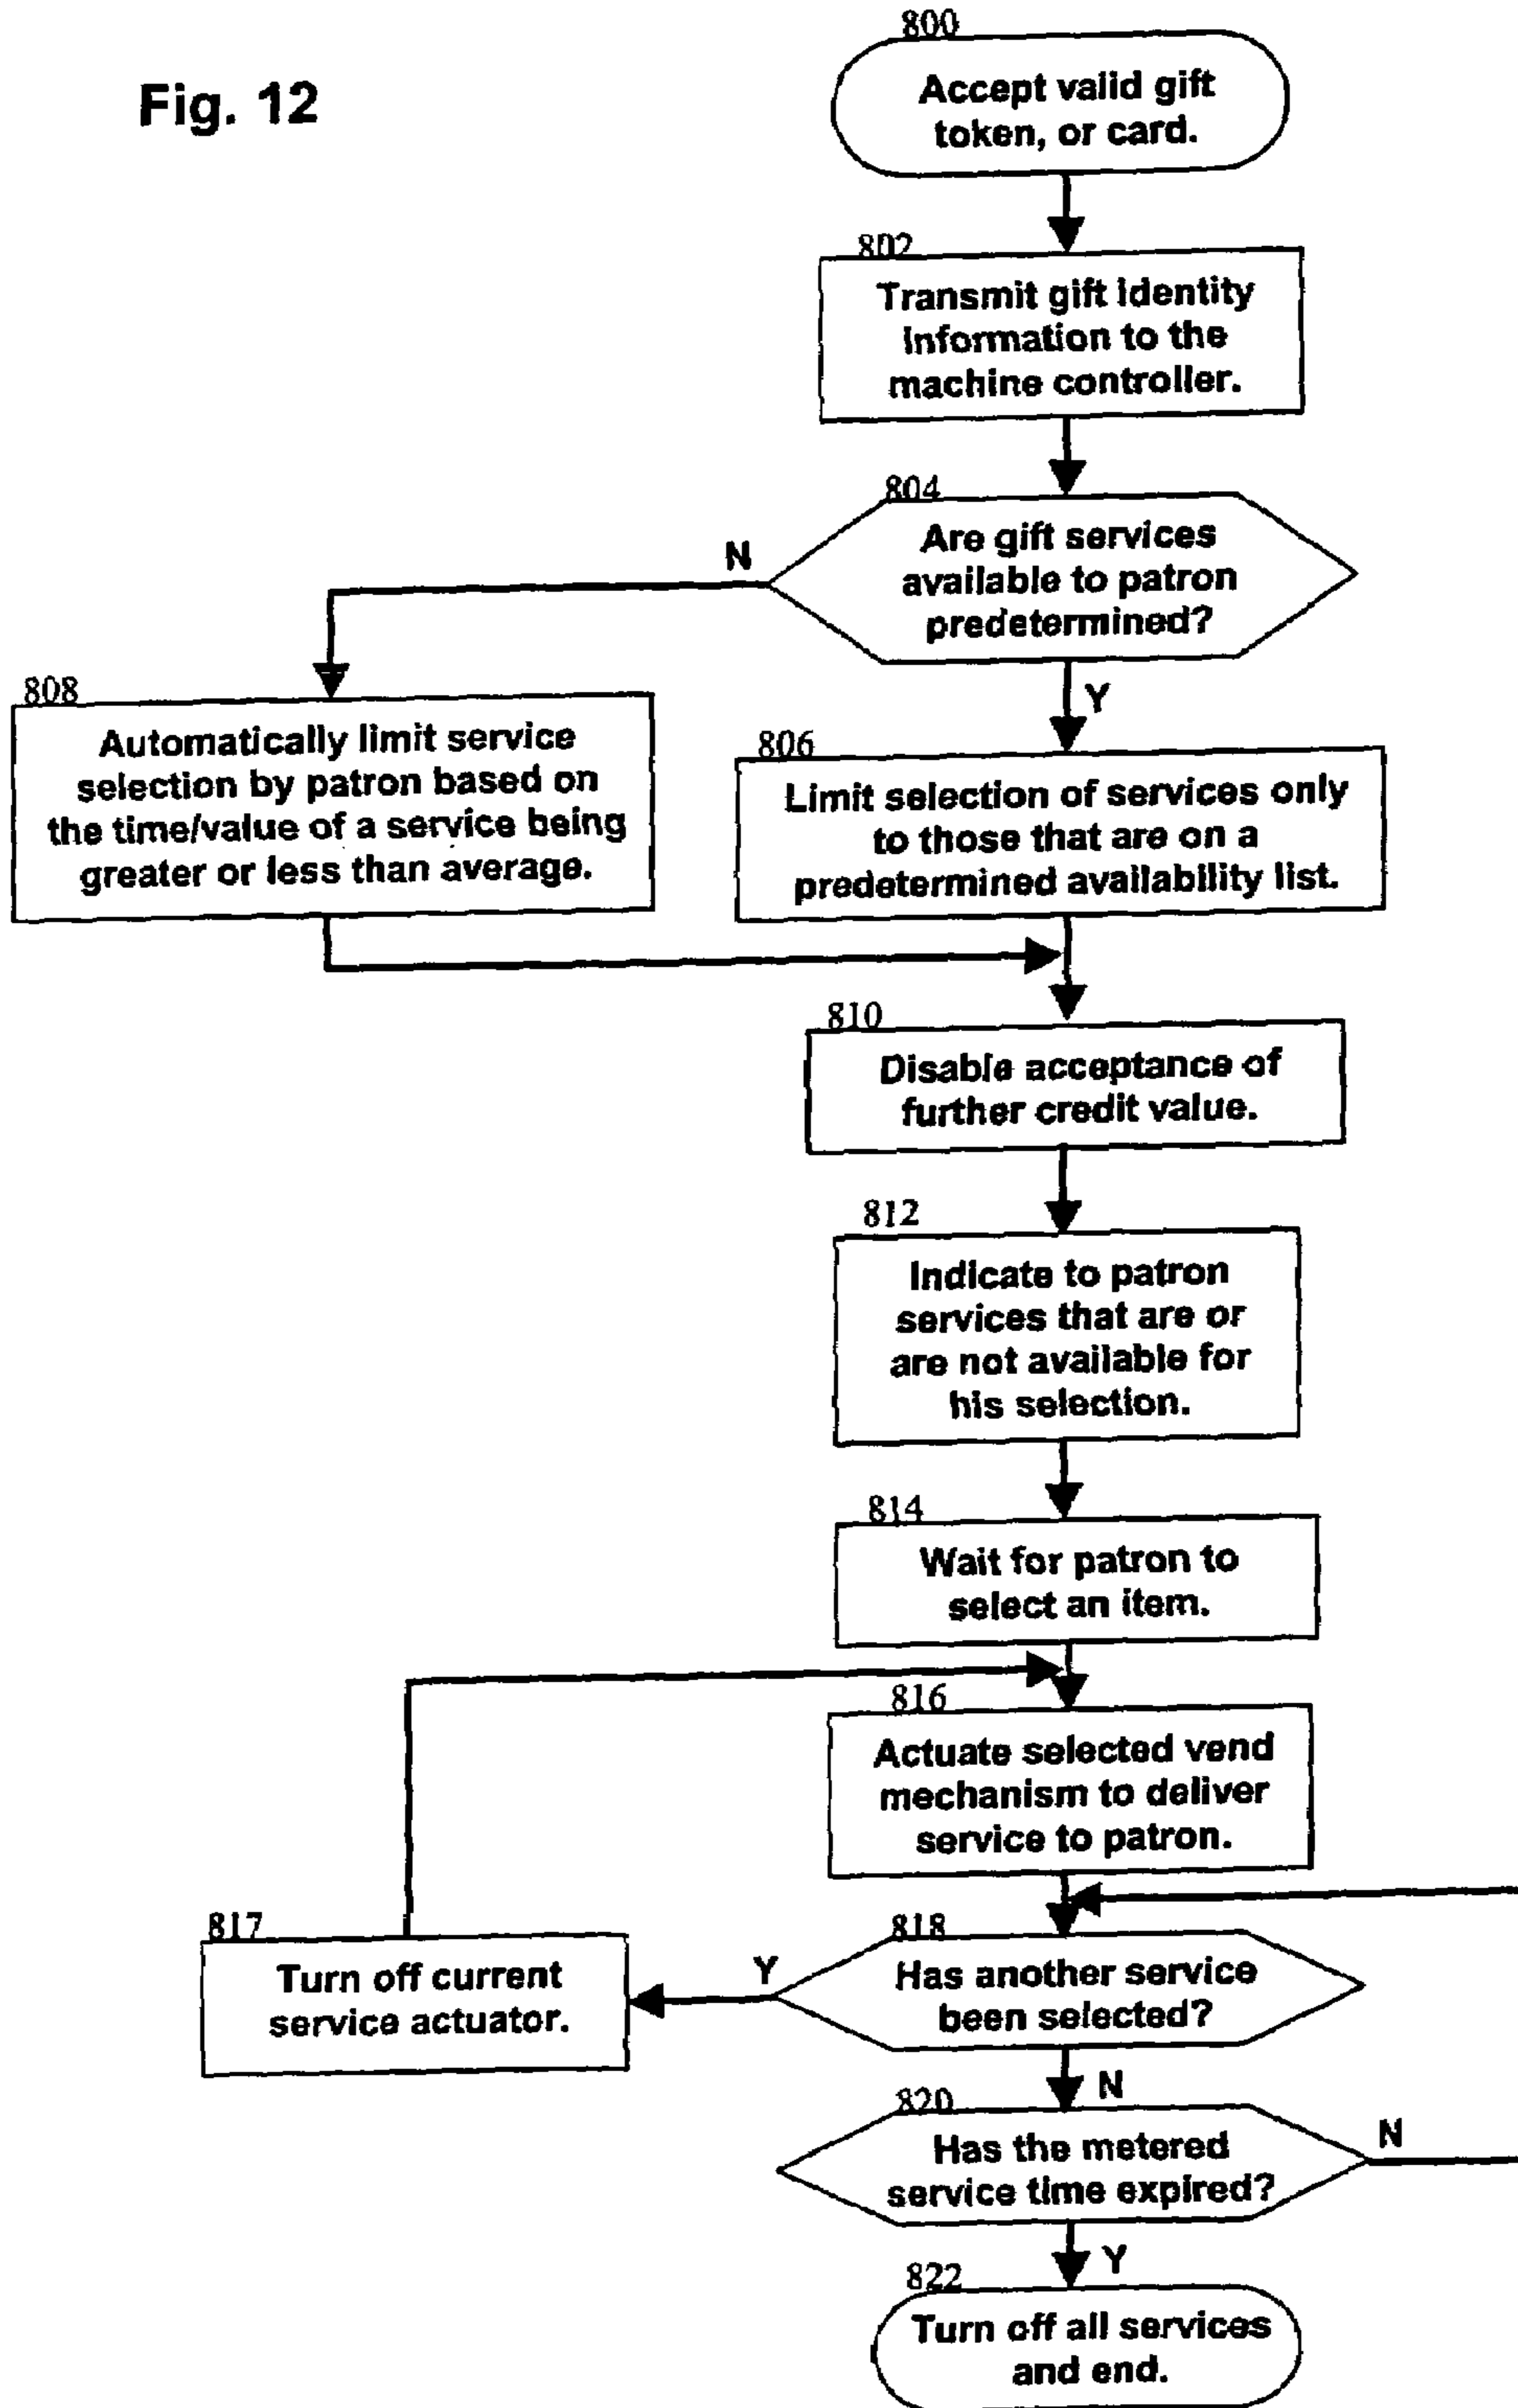 Fig. 12
800
Accept valid gift
token, or card.
802
Transmit gift identity
information to the
machine controller.
804
Are gift services
available to patron
predetermined?
N
Y
808
Automatically limit service
selection by patron based on
the time/value of a service being
greater or less than average.
806
Limit selection of services only
to those that are on a
predetermined availability list.
810
Disable acceptance of
further credit value.
812
Indicate to patron
services that are or
are not available for
his selection.
814
Wait for patron to
select an item.
816
Actuate selected vend
mechanism to deliver
service to patron.
817
Turn off current
service actuator.
Y
818
Has another service
been selected?
N
820
Has the metered
service time expired?
N
Y
822
Turn off all services
and end.